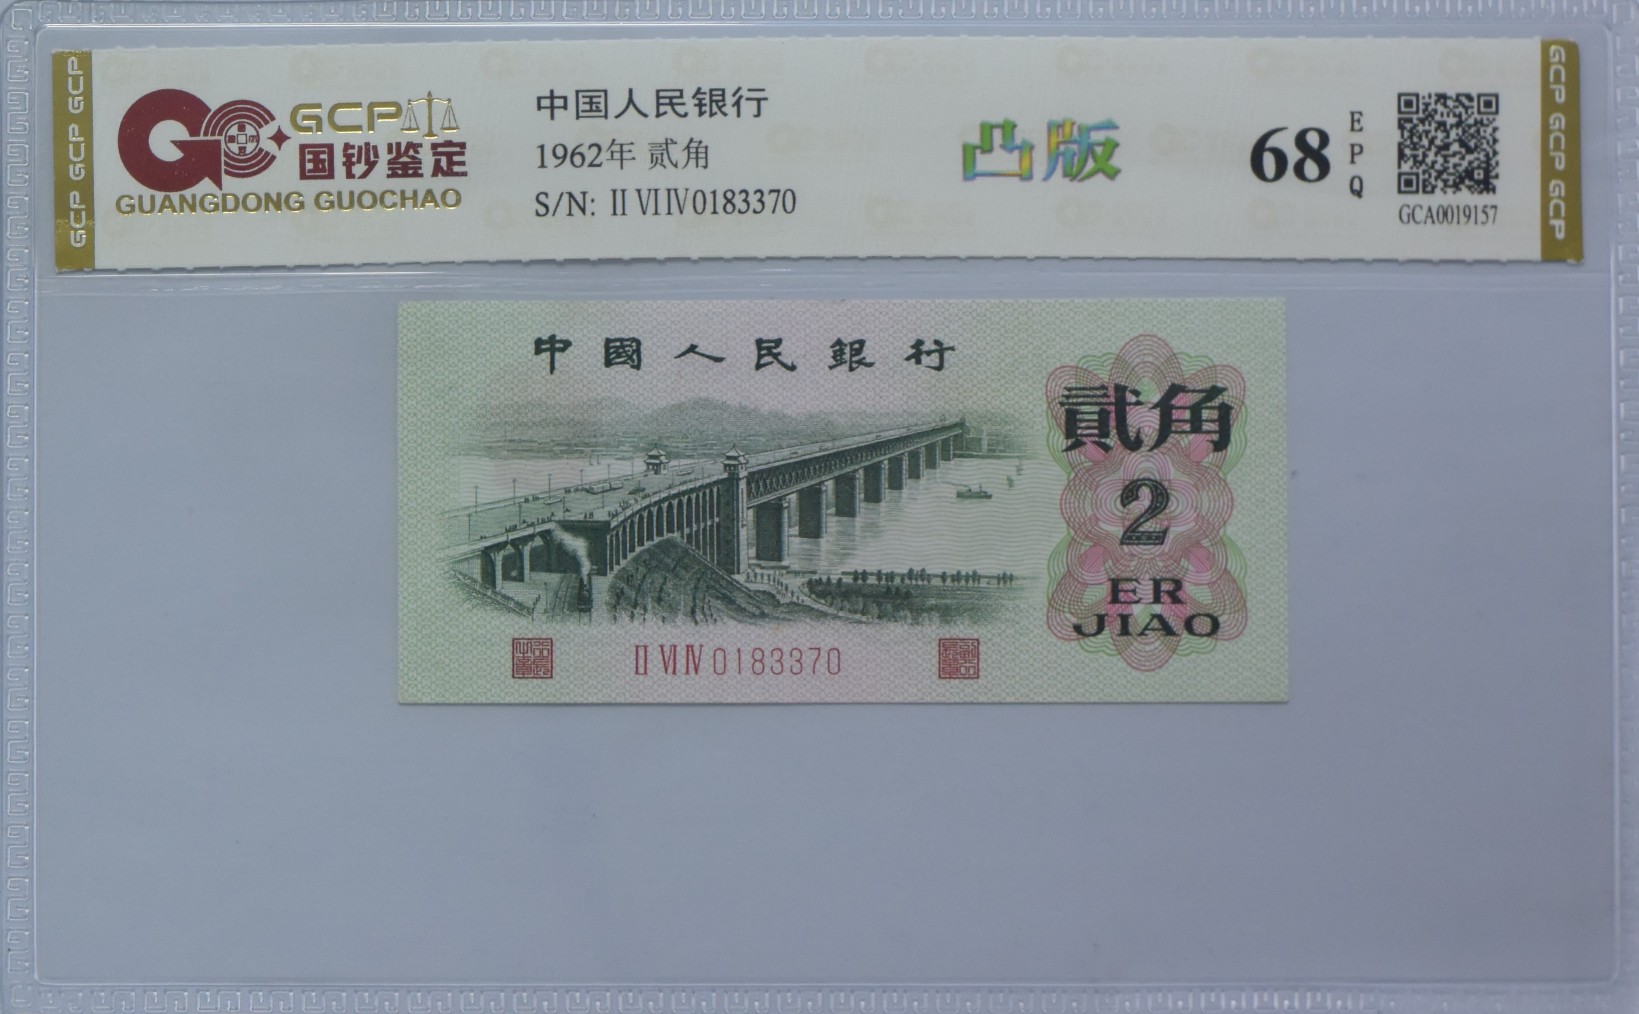 GCP
国钞鉴定
GUANGDONG GUOCHAO
中国人民银行
1962年 贰角
S/N: II VI IV 0183370
凸版
68
EPQ
GCA0019157
GCP GCP GCP
GCP GCP GCP
中國人民銀行
貳角
2
ER
JIAO
II VI IV 0183370